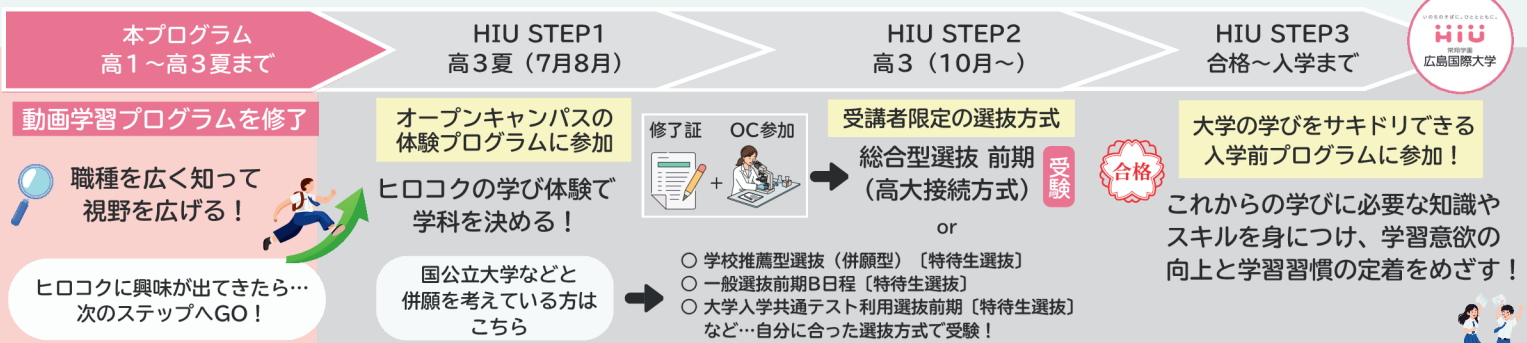 本プログラム
高1～高3夏まで
HIU STEP1
高3夏（7月8月）
HIU STEP2
高3（10月～）
HIU STEP3
合格～入学まで
いのちのそばに。ひととともに。
HIU
常翔学園
広島国際大学
動画学習プログラムを修了
職種を広く知って
視野を広げる！
ヒロコクに興味が出てきたら…
次のステップへGO！
オープンキャンパスの
体験プログラムに参加
ヒロコクの学び体験で
学科を決める！
国公立大学などと
併願を考えている方は
こちら
修了証
OC参加
+
受講者限定の選抜方式
総合型選抜 前期
（高大接続方式）
受験
or
○ 学校推薦型選抜（併願型）〔特待生選抜〕
○ 一般選抜前期B日程〔特待生選抜〕
○ 大学入学共通テスト利用選抜前期〔特待生選抜〕
など…自分に合った選抜方式で受験！
合格
大学の学びをサキドリできる
入学前プログラムに参加！
これからの学びに必要な知識や
スキルを身につけ、学習意欲の
向上と学習習慣の定着をめざす！